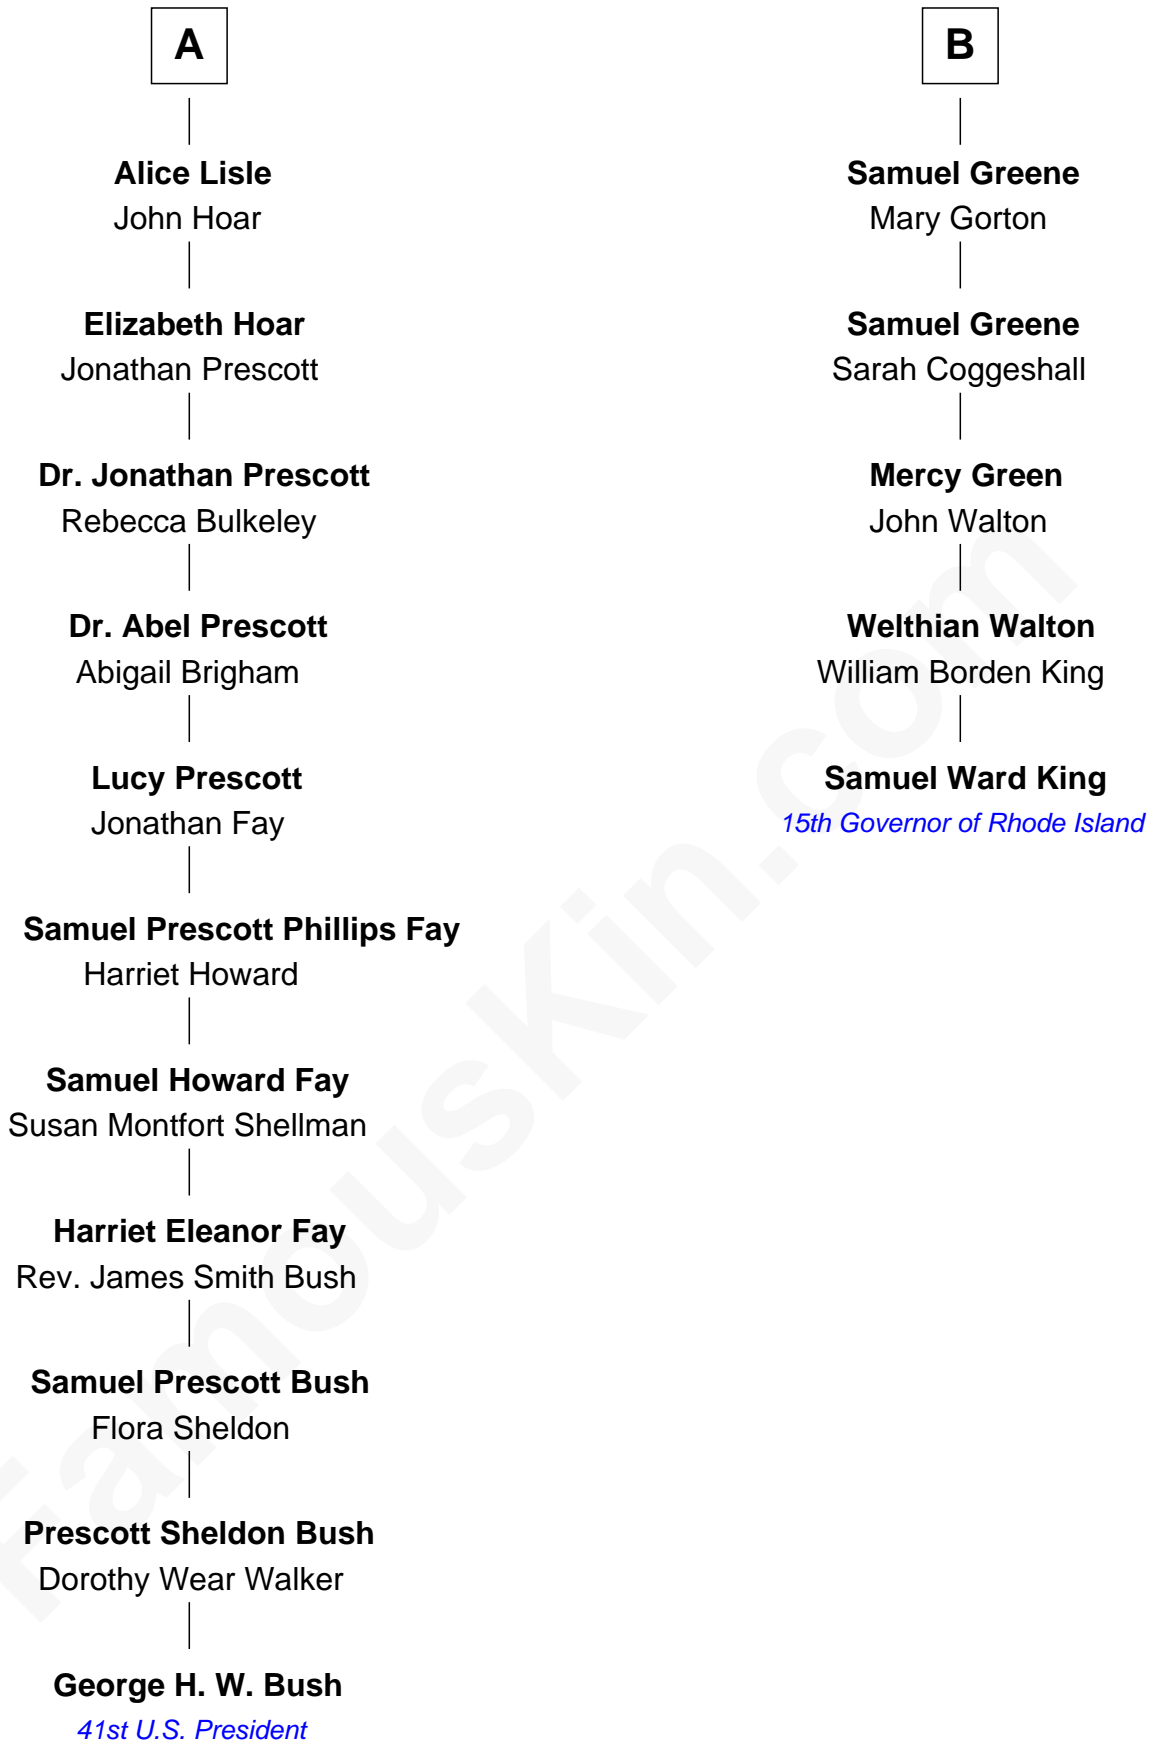 A
Alice Lisle
John Hoar
Elizabeth Hoar
Jonathan Prescott
Dr. Jonathan Prescott
Rebecca Bulkeley
Dr. Abel Prescott
Abigail Brigham
Lucy Prescott
Jonathan Fay
Samuel Prescott Phillips Fay
Harriet Howard
Samuel Howard Fay
Susan Montfort Shellman
Harriet Eleanor Fay
Rev. James Smith Bush
Samuel Prescott Bush
Flora Sheldon
Prescott Sheldon Bush
Dorothy Wear Walker
George H. W. Bush
41st U.S. President
B
Samuel Greene
Mary Gorton
Samuel Greene
Sarah Coggeshall
Mercy Green
John Walton
Welthian Walton
William Borden King
Samuel Ward King
15th Governor of Rhode Island
FamousKin.com